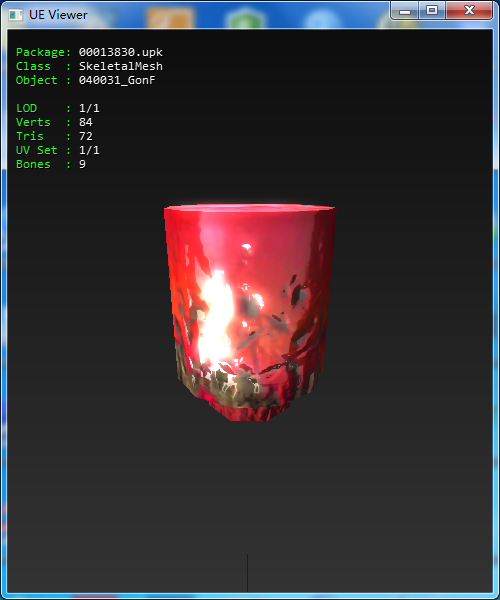 UE Viewer
Package: 00013830.upk
Class : SkeletalMesh
Object : 040031_GonF
LOD : 1/1
Verts : 84
Tris : 72
UV Set : 1/1
Bones : 9